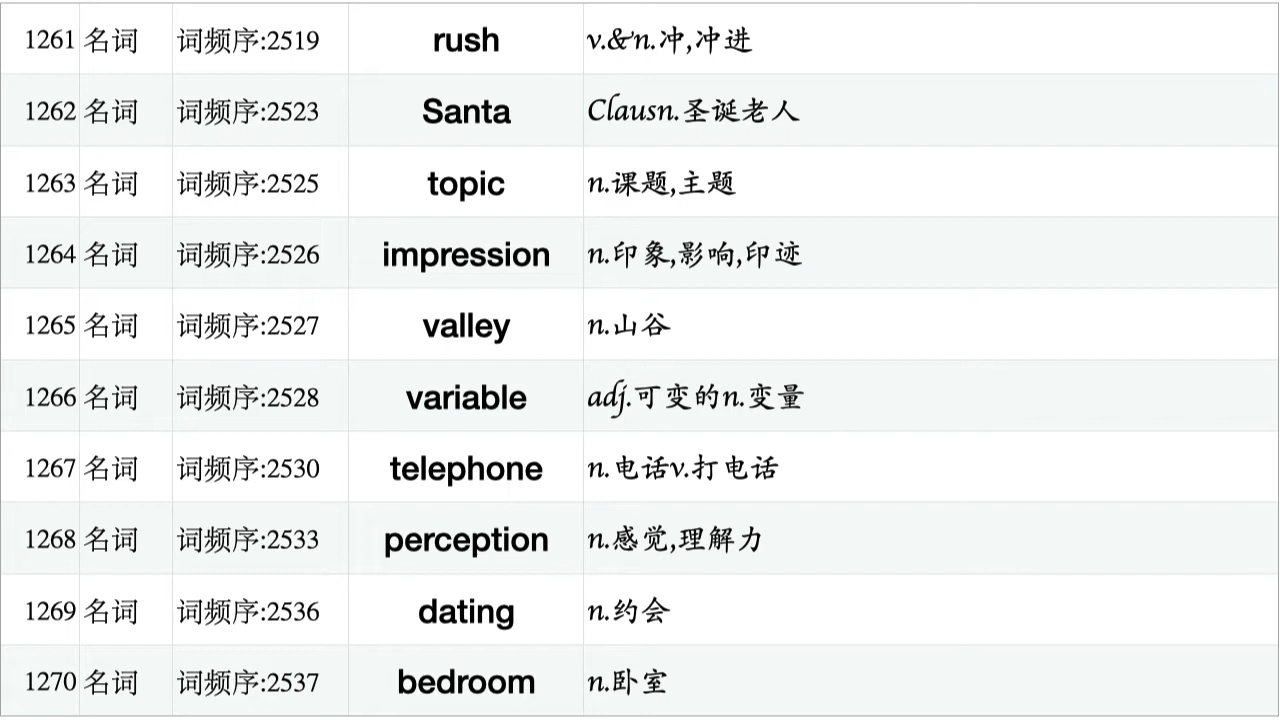 1261 名词 词频序:2519 rush v.&n.冲,冲进
1262 名词 词频序:2523 Santa Clausn.圣诞老人
1263 名词 词频序:2525 topic n.课题,主题
1264 名词 词频序:2526 impression n.印象,影响,印迹
1265 名词 词频序:2527 valley n.山谷
1266 名词 词频序:2528 variable adj.可变的n.变量
1267 名词 词频序:2530 telephone n.电话v.打电话
1268 名词 词频序:2533 perception n.感觉,理解力
1269 名词 词频序:2536 dating n.约会
1270 名词 词频序:2537 bedroom n.卧室